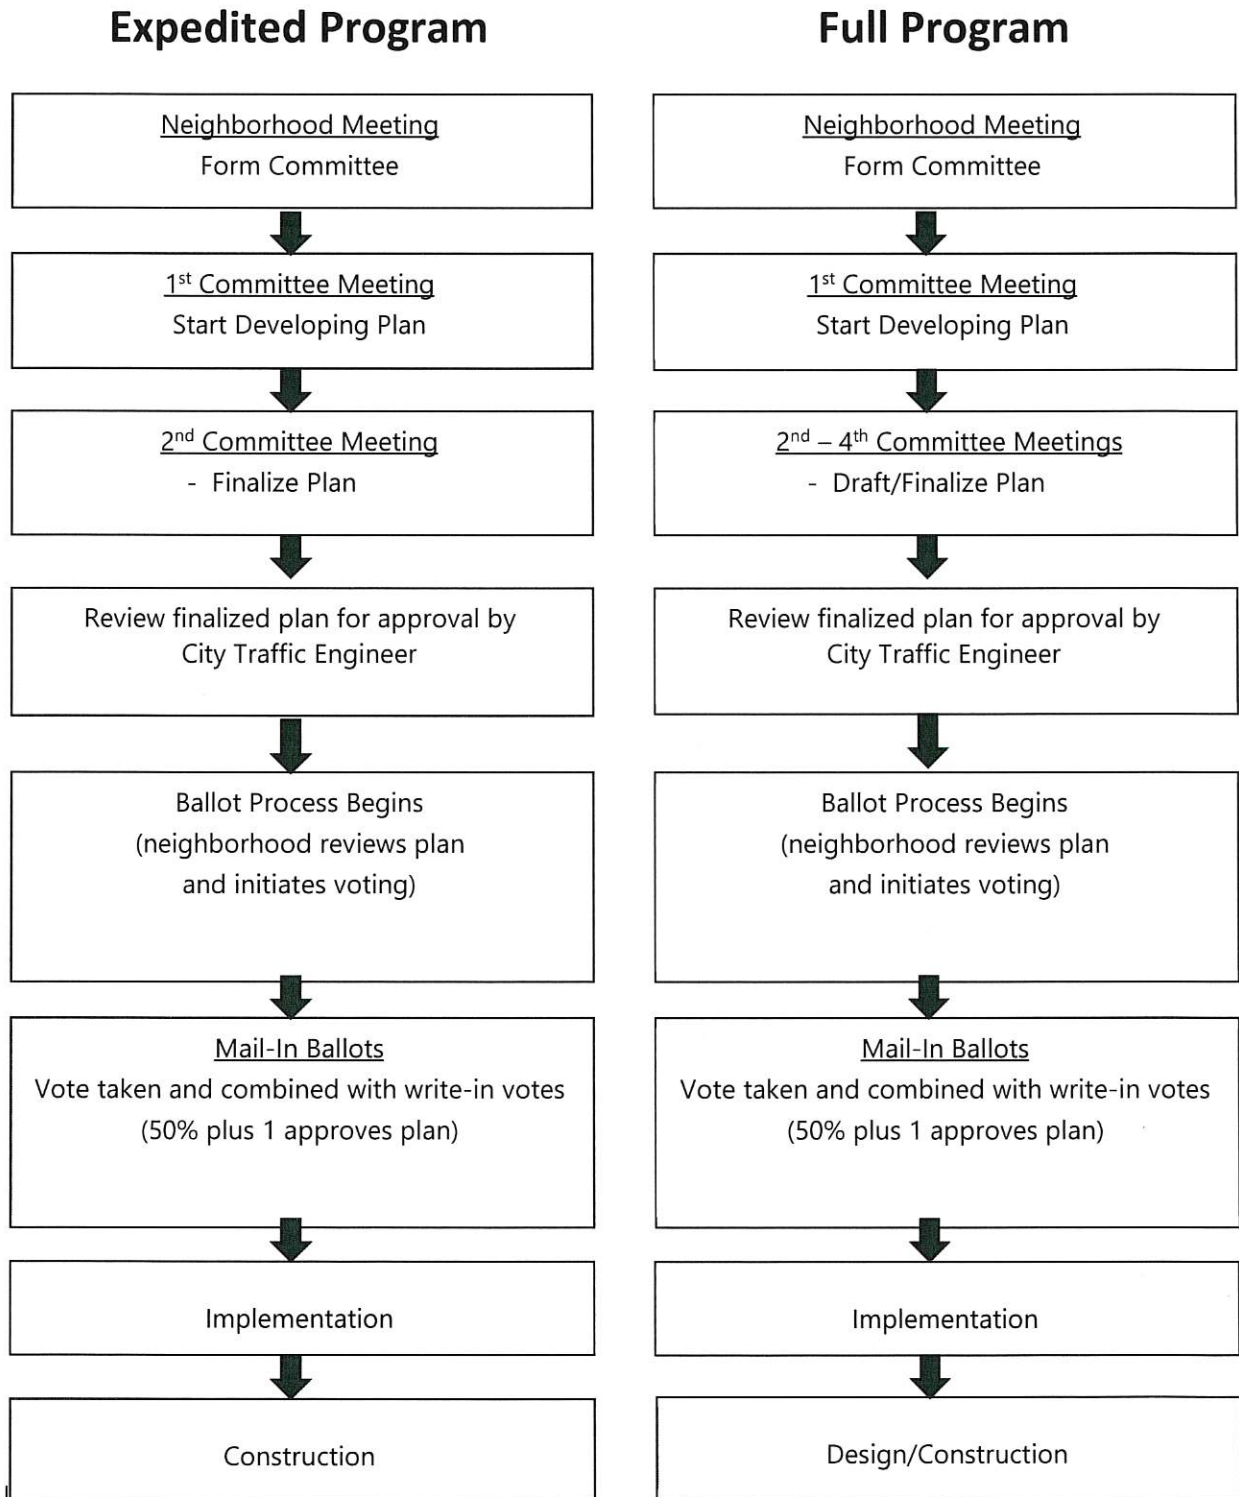 Expedited Program
Neighborhood Meeting
Form Committee
1st Committee Meeting
Start Developing Plan
2nd Committee Meeting
- Finalize Plan
Review finalized plan for approval by
City Traffic Engineer
Ballot Process Begins
(neighborhood reviews plan
and initiates voting)
Mail-In Ballots
Vote taken and combined with write-in votes
(50% plus 1 approves plan)
Implementation
Construction
Full Program
Neighborhood Meeting
Form Committee
1st Committee Meeting
Start Developing Plan
2nd – 4th Committee Meetings
- Draft/Finalize Plan
Review finalized plan for approval by
City Traffic Engineer
Ballot Process Begins
(neighborhood reviews plan
and initiates voting)
Mail-In Ballots
Vote taken and combined with write-in votes
(50% plus 1 approves plan)
Implementation
Design/Construction